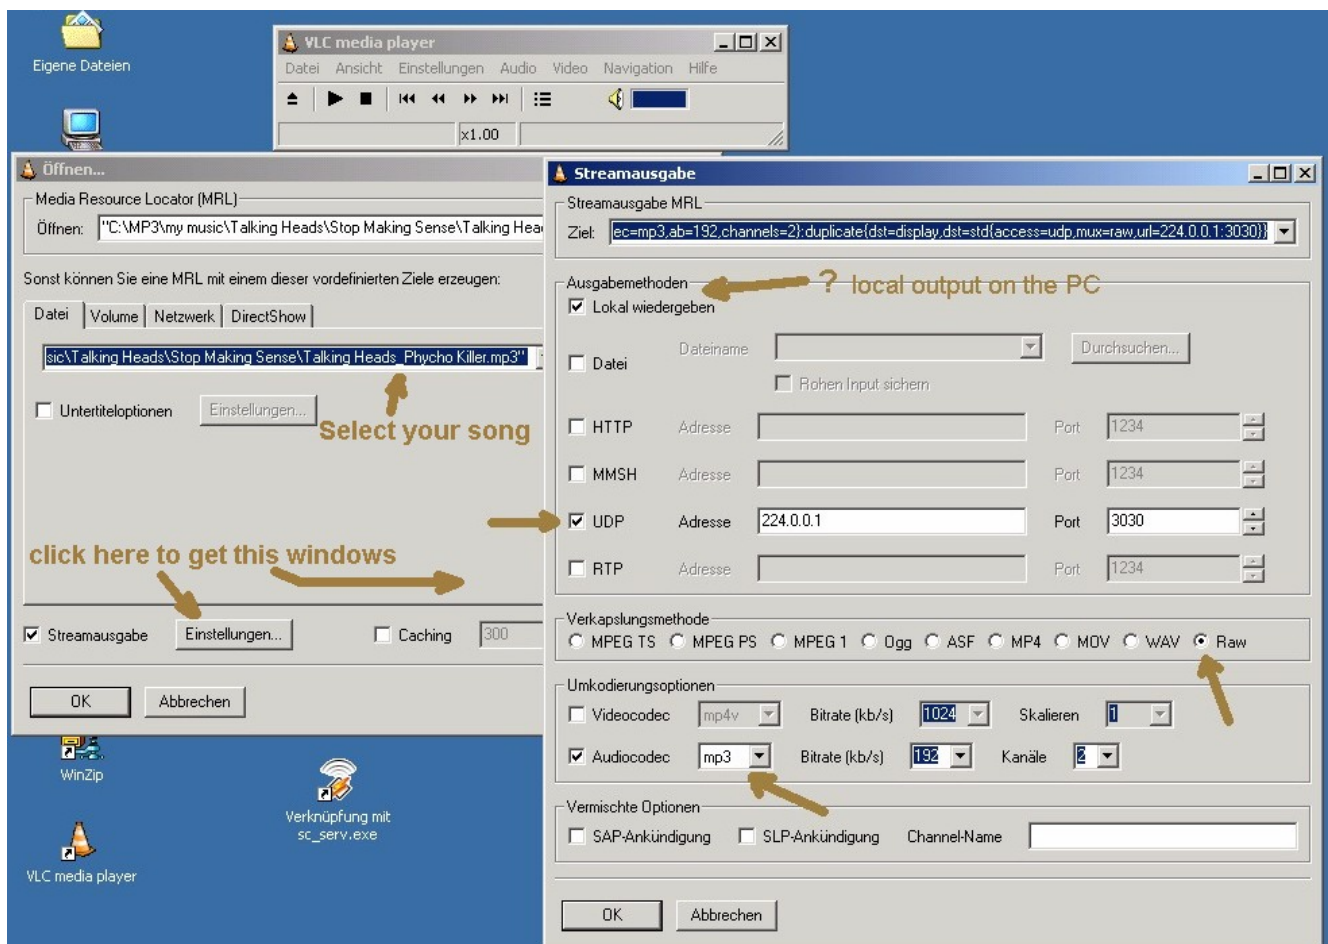 Eigene Dateien
VLC media player
Datei Ansicht Einstellungen Audio Video Navigation Hilfe
x1.00
Öffnen...
Media Resource Locator (MRL)
Öffnen: "C:\MP3\my music\Talking Heads\Stop Making Sense\Talking Hea
Sonst können Sie eine MRL mit einem dieser vordefinierten Ziele erzeugen:
Datei Volume Netzwerk DirectShow
sic\Talking Heads\Stop Making Sense\Talking Heads_Phycho Killer.mp3"
Untertiteloptionen Einstellungen...
Select your song
click here to get this windows
Streamausgabe Einstellungen... Caching 300
OK Abbrechen
Streamausgabe
Streamausgabe MRL
Ziel: ec=mp3,ab=192,channels=2}:duplicate{dst=display,dst=std{access=udp,mux=raw,url=224.0.0.1:3030}}
Ausgabemethoden
? local output on the PC
Lokal wiedergeben
Datei Dateiname Durchsuchen...
Rohen Input sichern
HTTP Adresse Port 1234
MMSH Adresse Port 1234
UDP Adresse 224.0.0.1 Port 3030
RTP Adresse Port 1234
Verkapslungsmethode
MPEG TS MPEG PS MPEG 1 Ogg ASF MP4 MOV WAV Raw
Umkodierungsoptionen
Videocodec mp4v Bitrate (kb/s) 1024 Skalieren 1
Audiocodec mp3 Bitrate (kb/s) 192 Kanäle 2
Vermischte Optionen
SAP-Ankündigung SLP-Ankündigung Channel-Name
OK Abbrechen
WinZip
Verknüpfung mit
sc_serv.exe
VLC media player